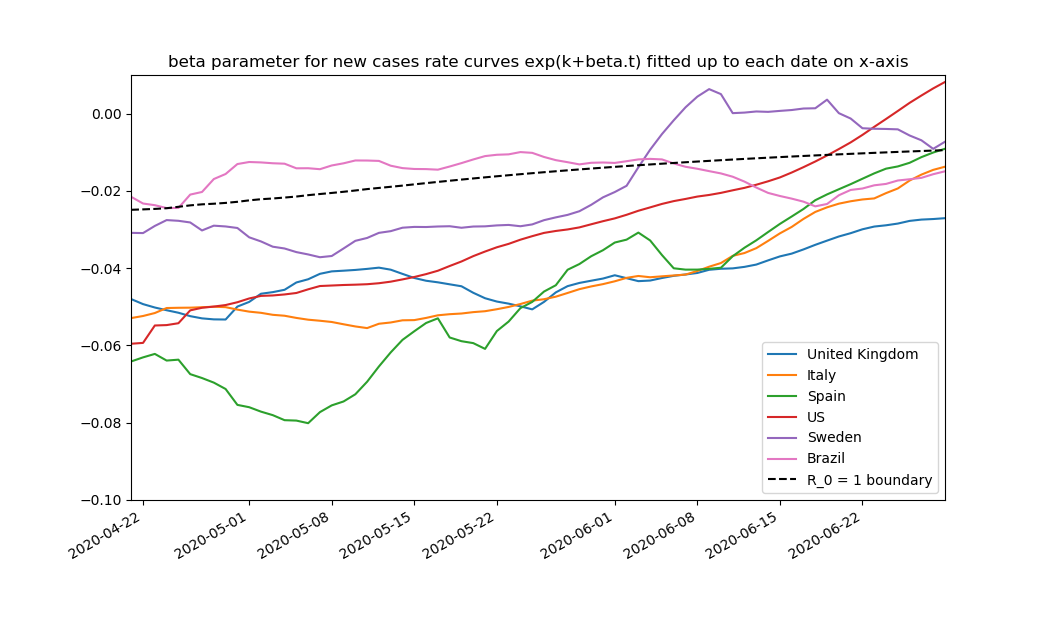 beta parameter for new cases rate curves exp(k+beta.t) fitted up to each date on x-axis
0.00
−0.02
−0.04
−0.06
−0.08
−0.10
United Kingdom
Italy
Spain
US
Sweden
Brazil
R_0 = 1 boundary
2020-04-22
2020-05-01
2020-05-08
2020-05-15
2020-05-22
2020-06-01
2020-06-08
2020-06-15
2020-06-22